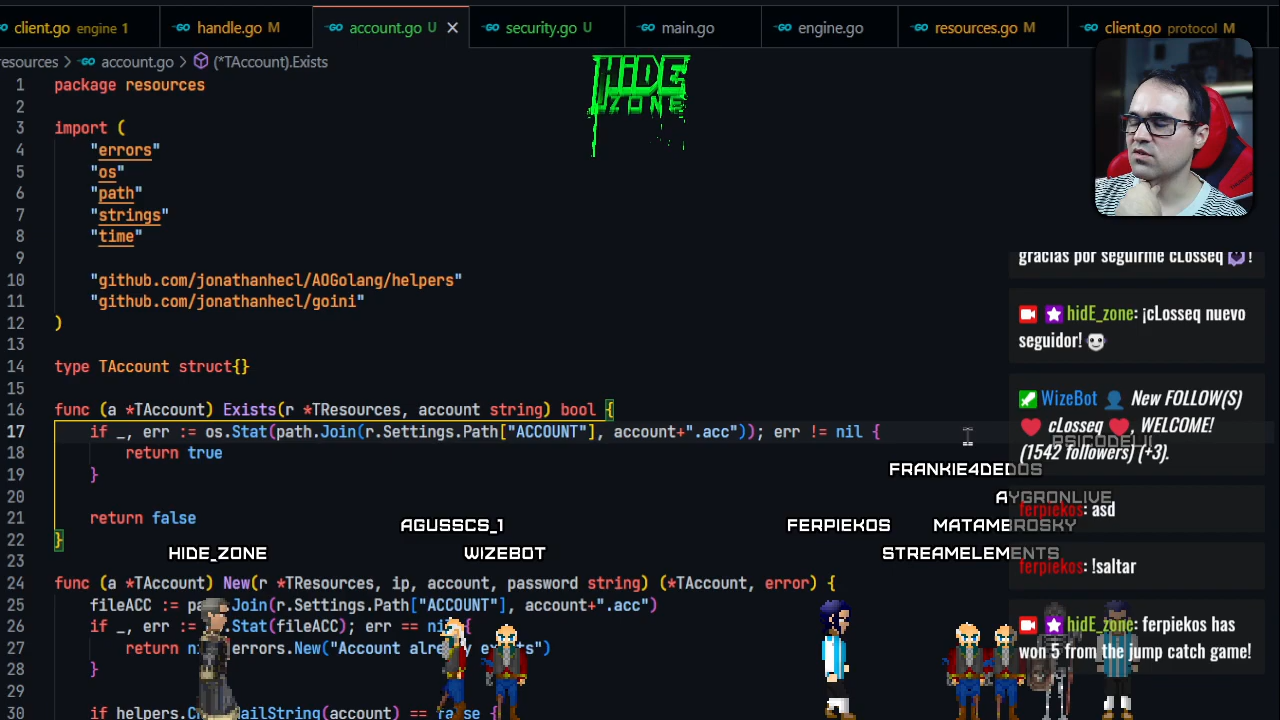 client.go engine 1
handle.go M
account.go U
security.go U
main.go
engine.go
resources.go M
client.go protocol M
resources > account.go > (*TAccount).Exists
1 package resources
2
3 import (
4 "errors"
5 "os"
6 "path"
7 "strings"
8 "time"
9
10 "github.com/jonathanhecl/AOGolang/helpers"
11 "github.com/jonathanhecl/goini"
12 )
13
14 type TAccount struct{}
15
16 func (a *TAccount) Exists(r *TResources, account string) bool {
17 if _, err := os.Stat(path.Join(r.Settings.Path["ACCOUNT"], account+".acc")); err != nil {
18 return true
19 }
20
21 return false
22 }
23
24 func (a *TAccount) New(r *TResources, ip, account, password string) (*TAccount, error) {
25 fileACC := pa Join(r.Settings.Path["ACCOUNT"], account+".acc")
26 if _, err := .Stat(fileACC); err == nil {
27 return ni errors.New("Account already exists")
28 }
29
30 if helpers. (account) == false {
HiDE
ZONE
gracias por seguirme cLosseq !
hidE_zone: ¡cLosseq nuevo
seguidor!
WizeBot New FOLLOW(S)
cLosseq , WELCOME!
(1542 followers) (+3).
ferpiekos: asd
ferpiekos: !saltar
hidE_zone: ferpiekos has
won 5 from the jump catch game!
FRANKIE4DEDOS
AYGRONLIVE
AGUSSCS_1
FERPIEKOS
MATAMBROSKY
HIDE_ZONE
WIZEBOT
STREAMELEMENTS